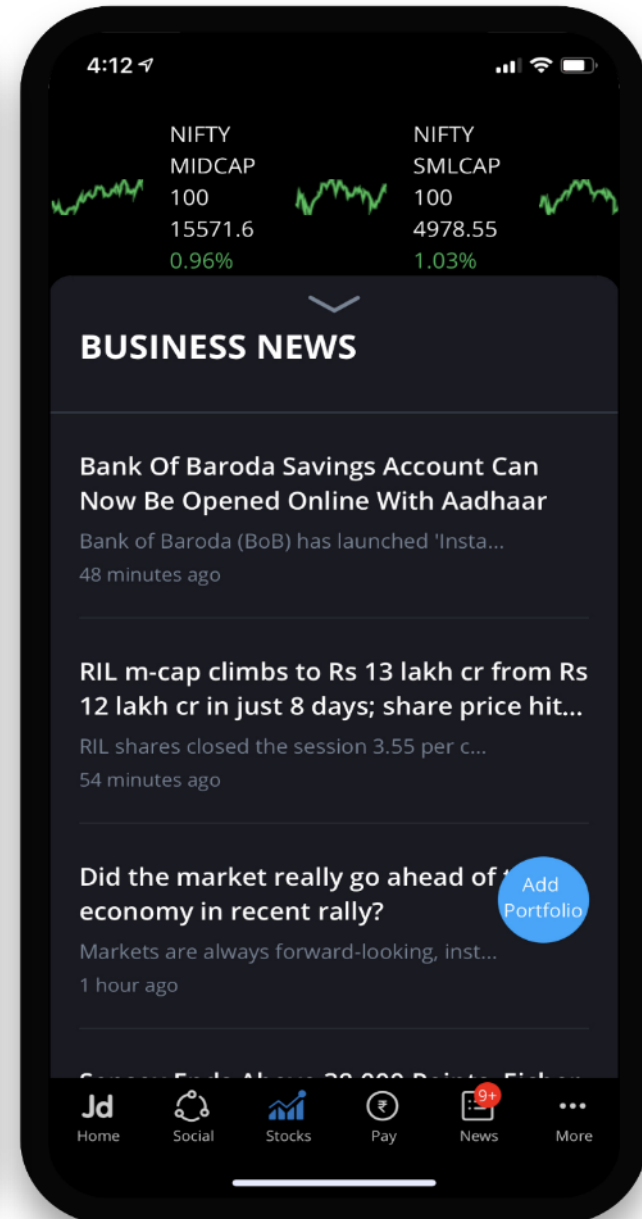 4:12
NIFTY
MIDCAP
100
15571.6
0.96%
NIFTY
SMLCAP
100
4978.55
1.03%
BUSINESS NEWS
Bank Of Baroda Savings Account Can
Now Be Opened Online With Aadhaar
Bank of Baroda (BoB) has launched 'Insta...
48 minutes ago
RIL m-cap climbs to Rs 13 lakh cr from Rs
12 lakh cr in just 8 days; share price hit...
RIL shares closed the session 3.55 per c...
54 minutes ago
Did the market really go ahead of
economy in recent rally?
Add
Portfolio
Markets are always forward-looking, inst...
1 hour ago
Jd
Home
Social
Stocks
₹
Pay
9+
News
More